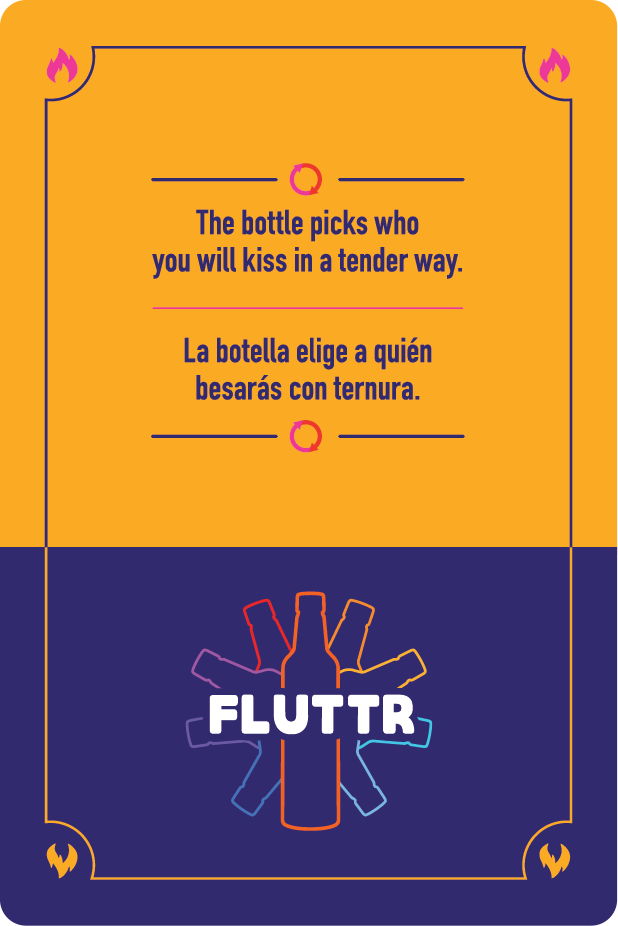 The bottle picks who
you will kiss in a tender way.
La botella elige a quién
besarás con ternura.
FLUTTR